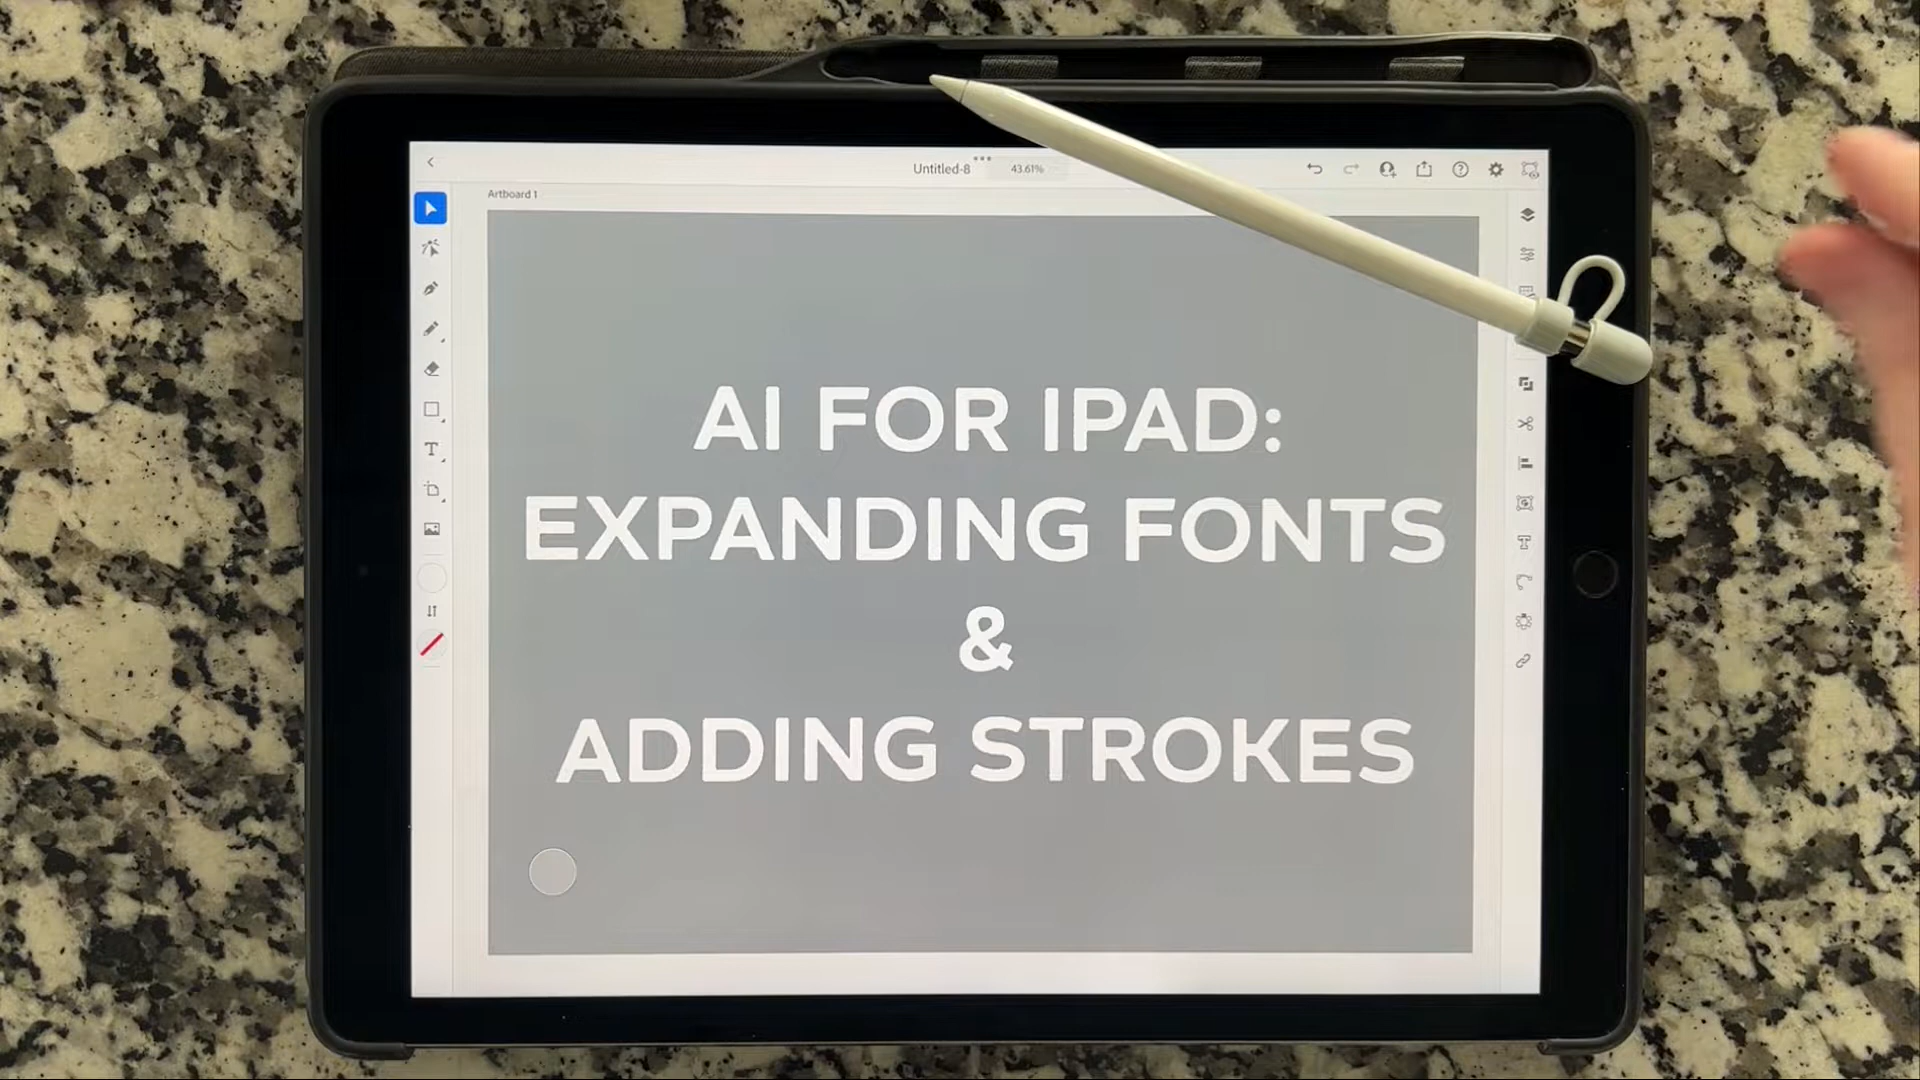 Untitled-8 43.61%
Artboard 1
AI FOR IPAD:
EXPANDING FONTS
&
ADDING STROKES